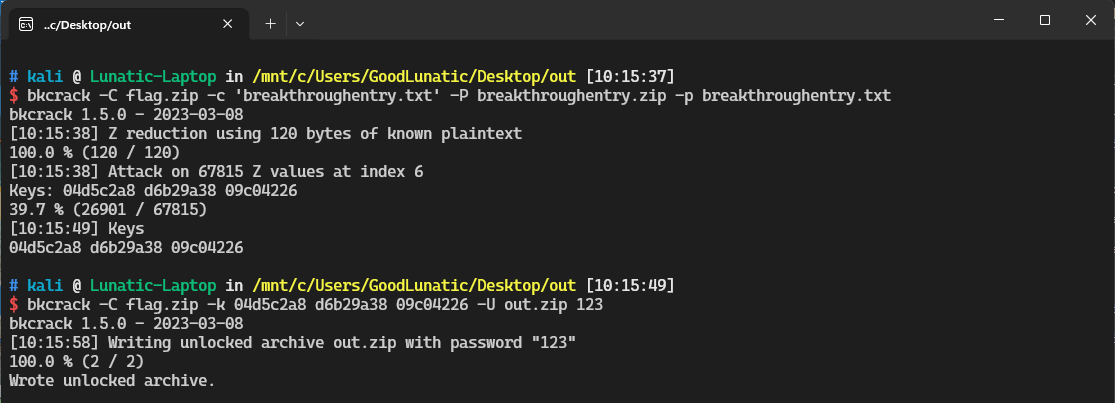 ..c/Desktop/out
# kali @ Lunatic-Laptop in /mnt/c/Users/GoodLunatic/Desktop/out [10:15:37]
$ bkcrack -C flag.zip -c 'breakthroughentry.txt' -P breakthroughentry.zip -p breakthroughentry.txt
bkcrack 1.5.0 - 2023-03-08
[10:15:38] Z reduction using 120 bytes of known plaintext
100.0 % (120 / 120)
[10:15:38] Attack on 67815 Z values at index 6
Keys: 04d5c2a8 d6b29a38 09c04226
39.7 % (26901 / 67815)
[10:15:49] Keys
04d5c2a8 d6b29a38 09c04226
# kali @ Lunatic-Laptop in /mnt/c/Users/GoodLunatic/Desktop/out [10:15:49]
$ bkcrack -C flag.zip -k 04d5c2a8 d6b29a38 09c04226 -U out.zip 123
bkcrack 1.5.0 - 2023-03-08
[10:15:58] Writing unlocked archive out.zip with password "123"
100.0 % (2 / 2)
Wrote unlocked archive.